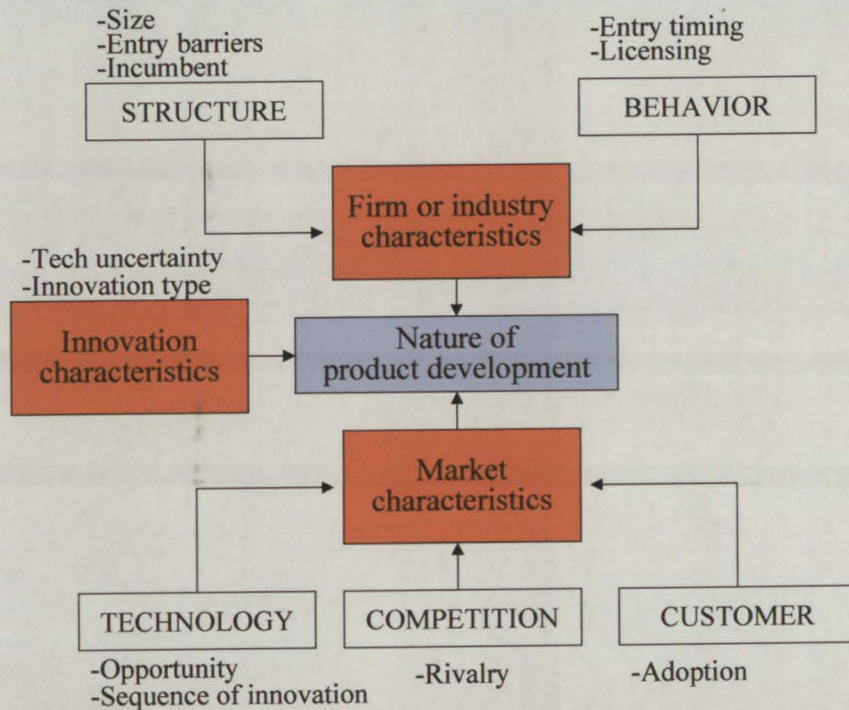 -Size
-Entry barriers
-Incumbent
STRUCTURE
-Entry timing
-Licensing
BEHAVIOR
Firm or industry
characteristics
-Tech uncertainty
-Innovation type
Innovation
characteristics
Nature of
product development
Market
characteristics
TECHNOLOGY
-Opportunity
-Sequence of innovation
COMPETITION
-Rivalry
CUSTOMER
-Adoption